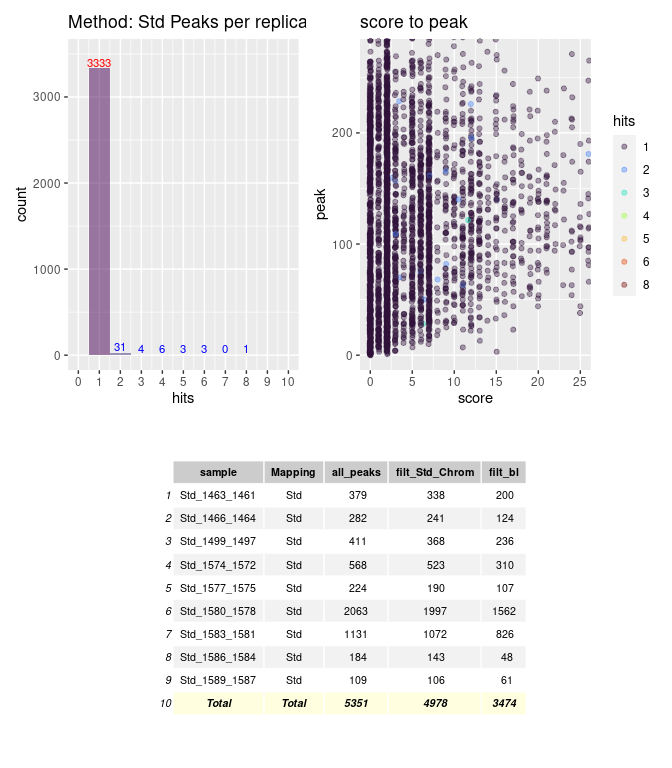 Method: Std Peaks per replica
3333
31 4 6 3 3 0 1
3000
2000
1000
0
count
0 1 2 3 4 5 6 7 8 9 10
hits
score to peak
200
100
0
peak
0 5 10 15 20 25
score
hits
1
2
3
4
5
6
8
sample Mapping all_peaks filt_Std_Chrom filt_bl
1 Std_1463_1461 Std 379 338 200
2 Std_1466_1464 Std 282 241 124
3 Std_1499_1497 Std 411 368 236
4 Std_1574_1572 Std 568 523 310
5 Std_1577_1575 Std 224 190 107
6 Std_1580_1578 Std 2063 1997 1562
7 Std_1583_1581 Std 1131 1072 826
8 Std_1586_1584 Std 184 143 48
9 Std_1589_1587 Std 109 106 61
10 Total Total 5351 4978 3474